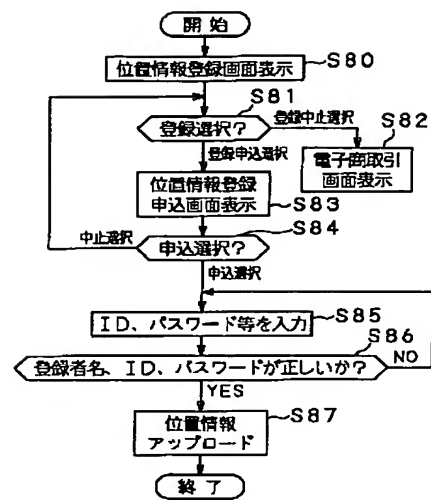 開始
位置情報登録画面表示
S80
S81
登録選択?
登録中止選択
S82
登録申込選択
電子商取引
画面表示
位置情報登録
申込画面表示
S83
S84
中止選択
申込選択?
申込選択
ID、パスワード等を入力
S85
S86
登録者名、ID、パスワードが正しいか?
NO
YES
位置情報
アップロード
S87
終了